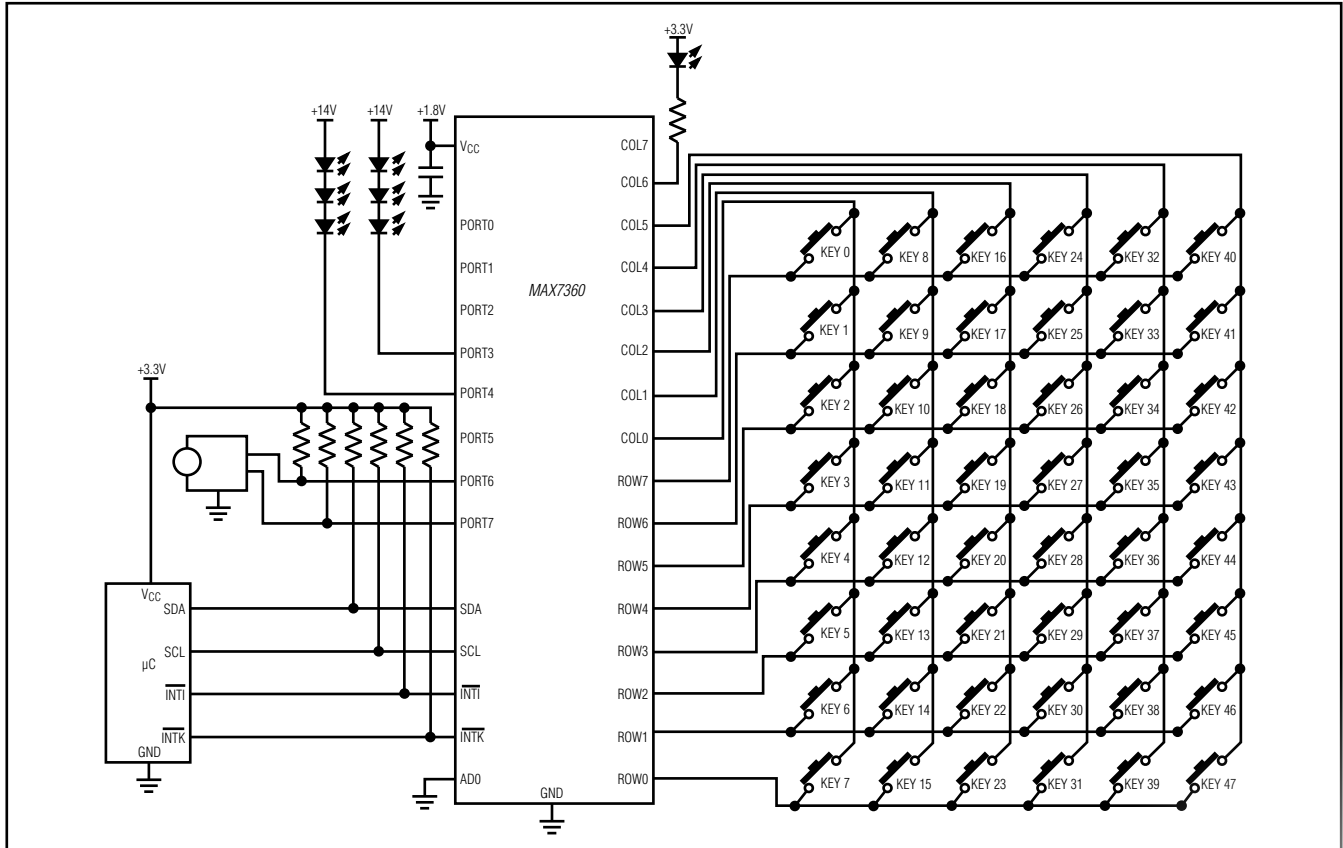 +3.3V
+14V
+14V
+1.8V
VCC
PORT0
PORT1
PORT2
PORT3
PORT4
PORT5
PORT6
PORT7
SDA
SCL
INTI
INTK
AD0
GND
MAX7360
COL7
COL6
COL5
COL4
COL3
COL2
COL1
COL0
ROW7
ROW6
ROW5
ROW4
ROW3
ROW2
ROW1
ROW0
+3.3V
VCC
SDA
SCL
µC
INTI
INTK
GND
KEY 0 KEY 8 KEY 16 KEY 24 KEY 32 KEY 40
KEY 1 KEY 9 KEY 17 KEY 25 KEY 33 KEY 41
KEY 2 KEY 10 KEY 18 KEY 26 KEY 34 KEY 42
KEY 3 KEY 11 KEY 19 KEY 27 KEY 35 KEY 43
KEY 4 KEY 12 KEY 20 KEY 28 KEY 36 KEY 44
KEY 5 KEY 13 KEY 21 KEY 29 KEY 37 KEY 45
KEY 6 KEY 14 KEY 22 KEY 30 KEY 38 KEY 46
KEY 7 KEY 15 KEY 23 KEY 31 KEY 39 KEY 47